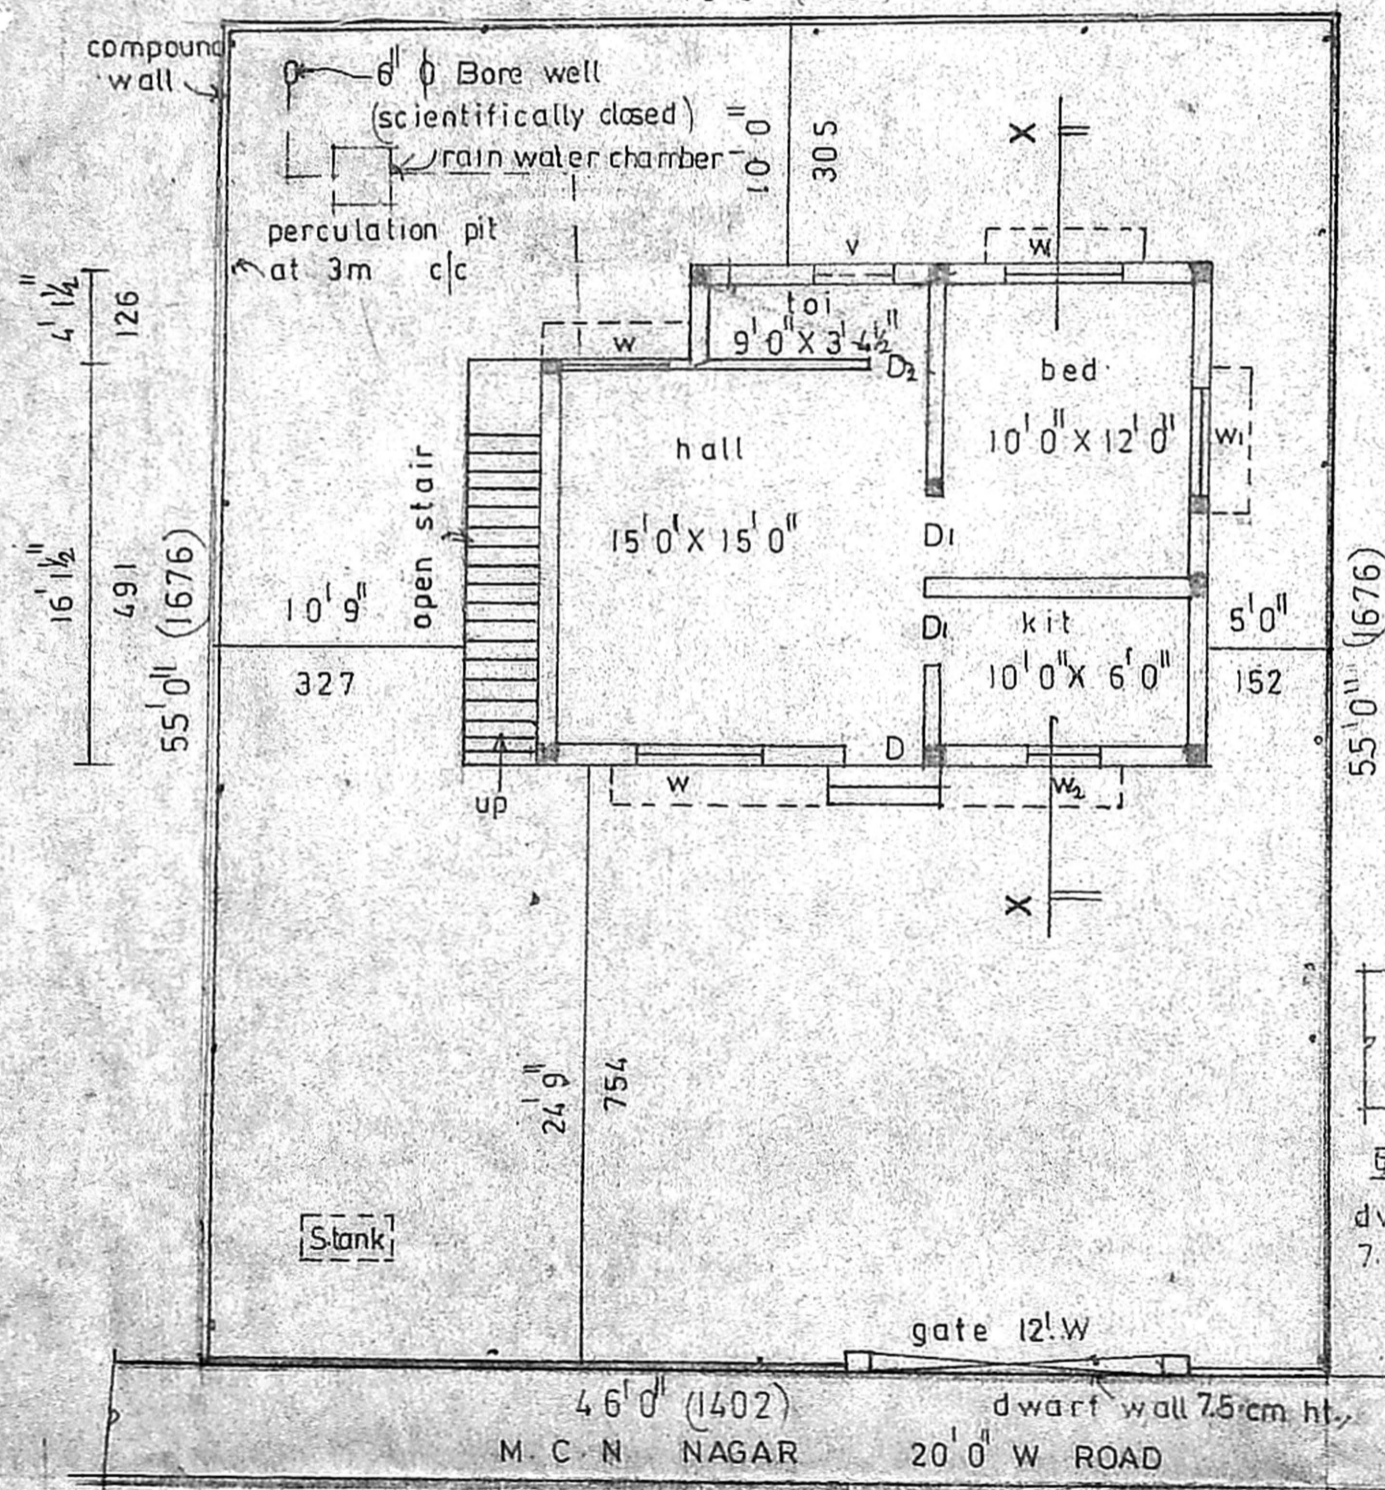 compound
wall
6" ϕ Bore well
(scientifically closed)
rain water chamber
perculation pit
at 3m c|c
10' 0"
305
X
V
W
toi
9' 0" X 3' 4½"
D2
W
bed
10' 0" X 12' 0"
W1
hall
15' 0" X 15' 0"
open stair
4' 1½"
126
16' 1½"
491
55' 0" (1676)
10' 9"
327
D1
D1
kit
10' 0" X 6' 0"
5' 0"
152
55' 0" (1676)
D
up
W
W2
X
24' 9"
754
S.tank
gate 12'.W
46' 0" (1402)
dwarf wall 7.5 cm ht.,
M. C. N NAGAR 20' 0" W ROAD
7.